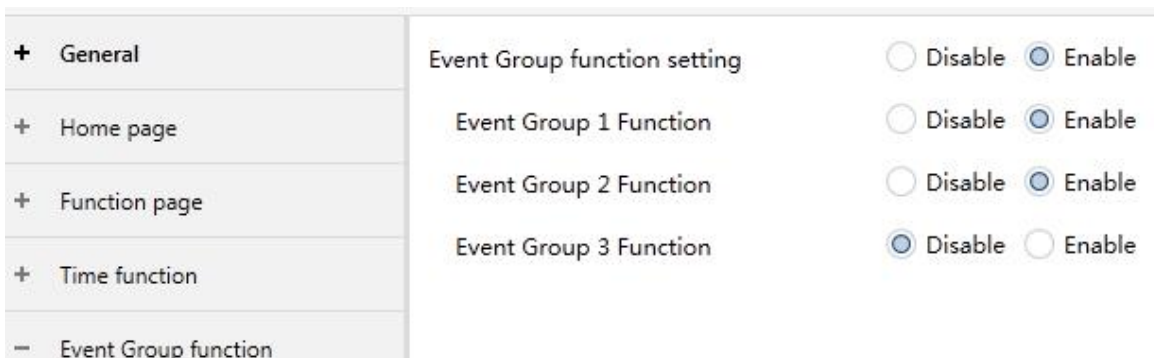 + General
+ Home page
+ Function page
+ Time function
− Event Group function
Event Group function setting Disable Enable
Event Group 1 Function Disable Enable
Event Group 2 Function Disable Enable
Event Group 3 Function Disable Enable